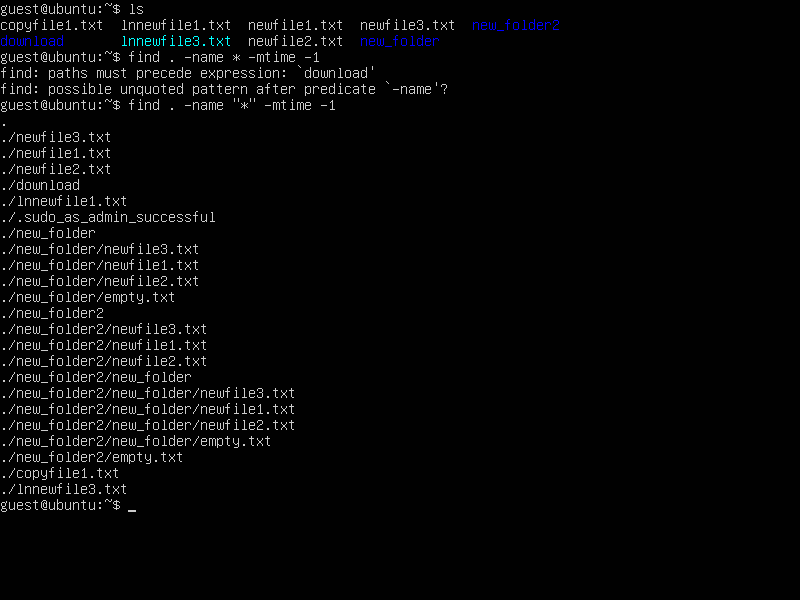 guest@ubuntu:~$ ls
copyfile1.txt  lnnewfile1.txt  newfile1.txt  newfile3.txt  new_folder2
download       lnnewfile3.txt  newfile2.txt  new_folder
guest@ubuntu:~$ find . -name * -mtime -1
find: paths must precede expression: `download'
find: possible unquoted pattern after predicate `-name'?
guest@ubuntu:~$ find . -name "*" -mtime -1
.
./newfile3.txt
./newfile1.txt
./newfile2.txt
./download
./lnnewfile1.txt
./.sudo_as_admin_successful
./new_folder
./new_folder/newfile3.txt
./new_folder/newfile1.txt
./new_folder/newfile2.txt
./new_folder/empty.txt
./new_folder2
./new_folder2/newfile3.txt
./new_folder2/newfile1.txt
./new_folder2/newfile2.txt
./new_folder2/new_folder
./new_folder2/new_folder/newfile3.txt
./new_folder2/new_folder/newfile1.txt
./new_folder2/new_folder/newfile2.txt
./new_folder2/new_folder/empty.txt
./new_folder2/empty.txt
./copyfile1.txt
./lnnewfile3.txt
guest@ubuntu:~$ _